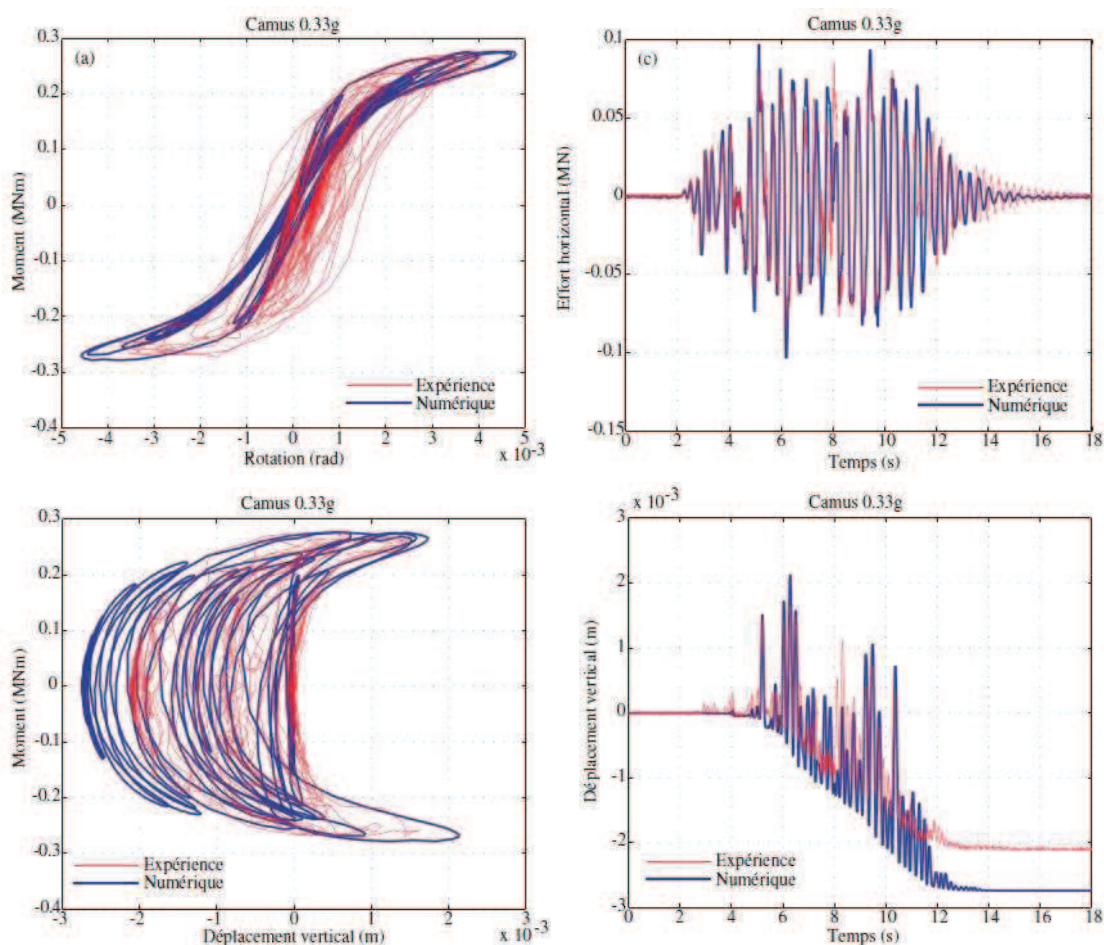 Camus 0.33g
(a)
Moment (MNm)
0.3
0.2
0.1
0
-0.1
-0.2
-0.3
-0.4
-5 -4 -3 -2 -1 0 1 2 3 4 5
x 10⁻³
Rotation (rad)
Expérience
Numérique
Camus 0.33g
(c)
Effort horizontal (MN)
0.1
0.05
0
-0.05
-0.1
-0.15
0 2 4 6 8 10 12 14 16 18
Temps (s)
Expérience
Numérique
Camus 0.33g
Moment (MNm)
0.3
0.2
0.1
0
-0.1
-0.2
-0.3
-0.4
-3 -2 -1 0 1 2 3
x 10⁻³
Déplacement vertical (m)
Expérience
Numérique
x 10⁻³
Camus 0.33g
Déplacement vertical (m)
3
2
1
0
-1
-2
-3
0 2 4 6 8 10 12 14 16 18
Temps (s)
Expérience
Numérique